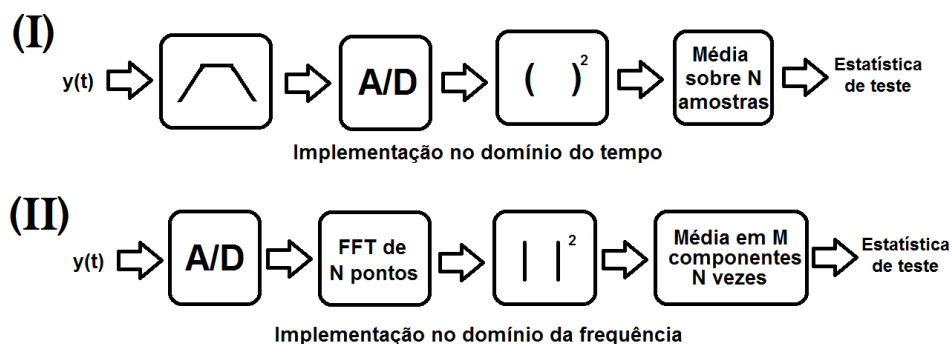 (I)
y(t)
A/D
( )²
Média
sobre N
amostras
Estatística
de teste
Implementação no domínio do tempo
(II)
y(t)
A/D
FFT de
N pontos
| |²
Média em M
componentes
N vezes
Estatística
de teste
Implementação no domínio da frequência